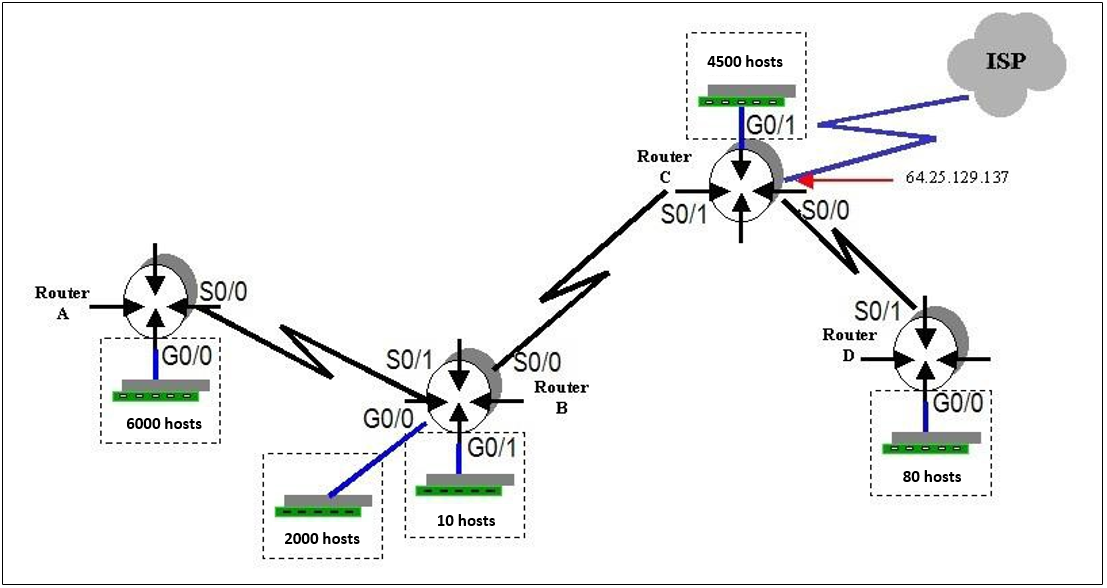 4500 hosts
ISP
G0/1
Router
C
64.25.129.137
S0/1
S0/0
Router
A
S0/0
G0/0
6000 hosts
S0/1
S0/0
Router
B
G0/0
G0/1
2000 hosts
10 hosts
S0/1
Router
D
G0/0
80 hosts